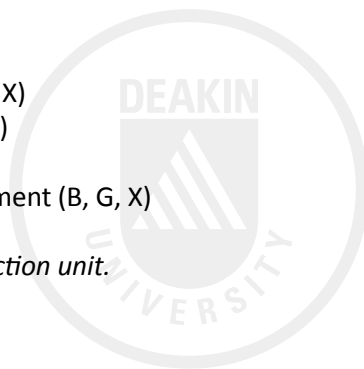 X)
)
ment (B, G, X)
ction unit.
DEAKIN
UNIVERSITY